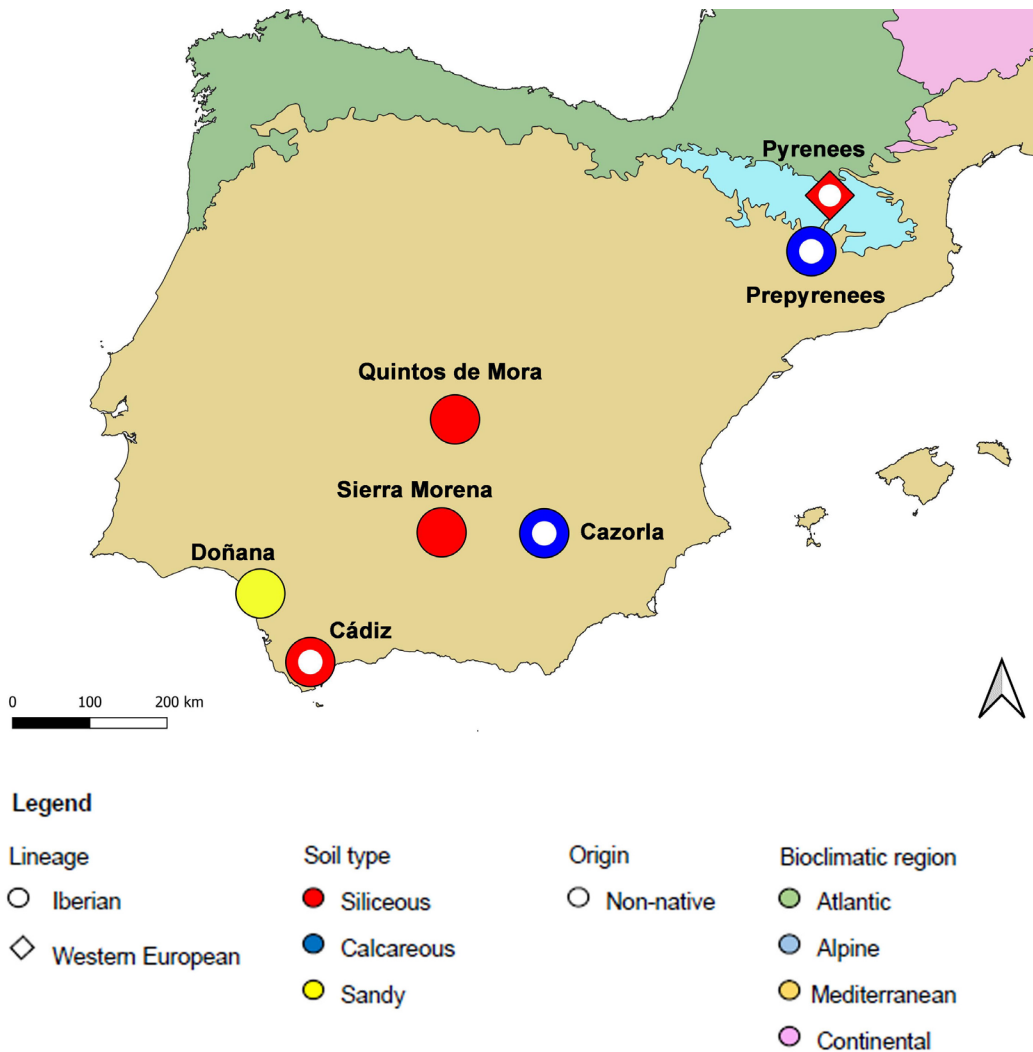 Pyrenees
Prepyrenees
Quintos de Mora
Sierra Morena
Cazorla
Doñana
Cádiz
0 100 200 km
Legend
Lineage
Iberian
Western European
Soil type
Siliceous
Calcareous
Sandy
Origin
Non-native
Bioclimatic region
Atlantic
Alpine
Mediterranean
Continental